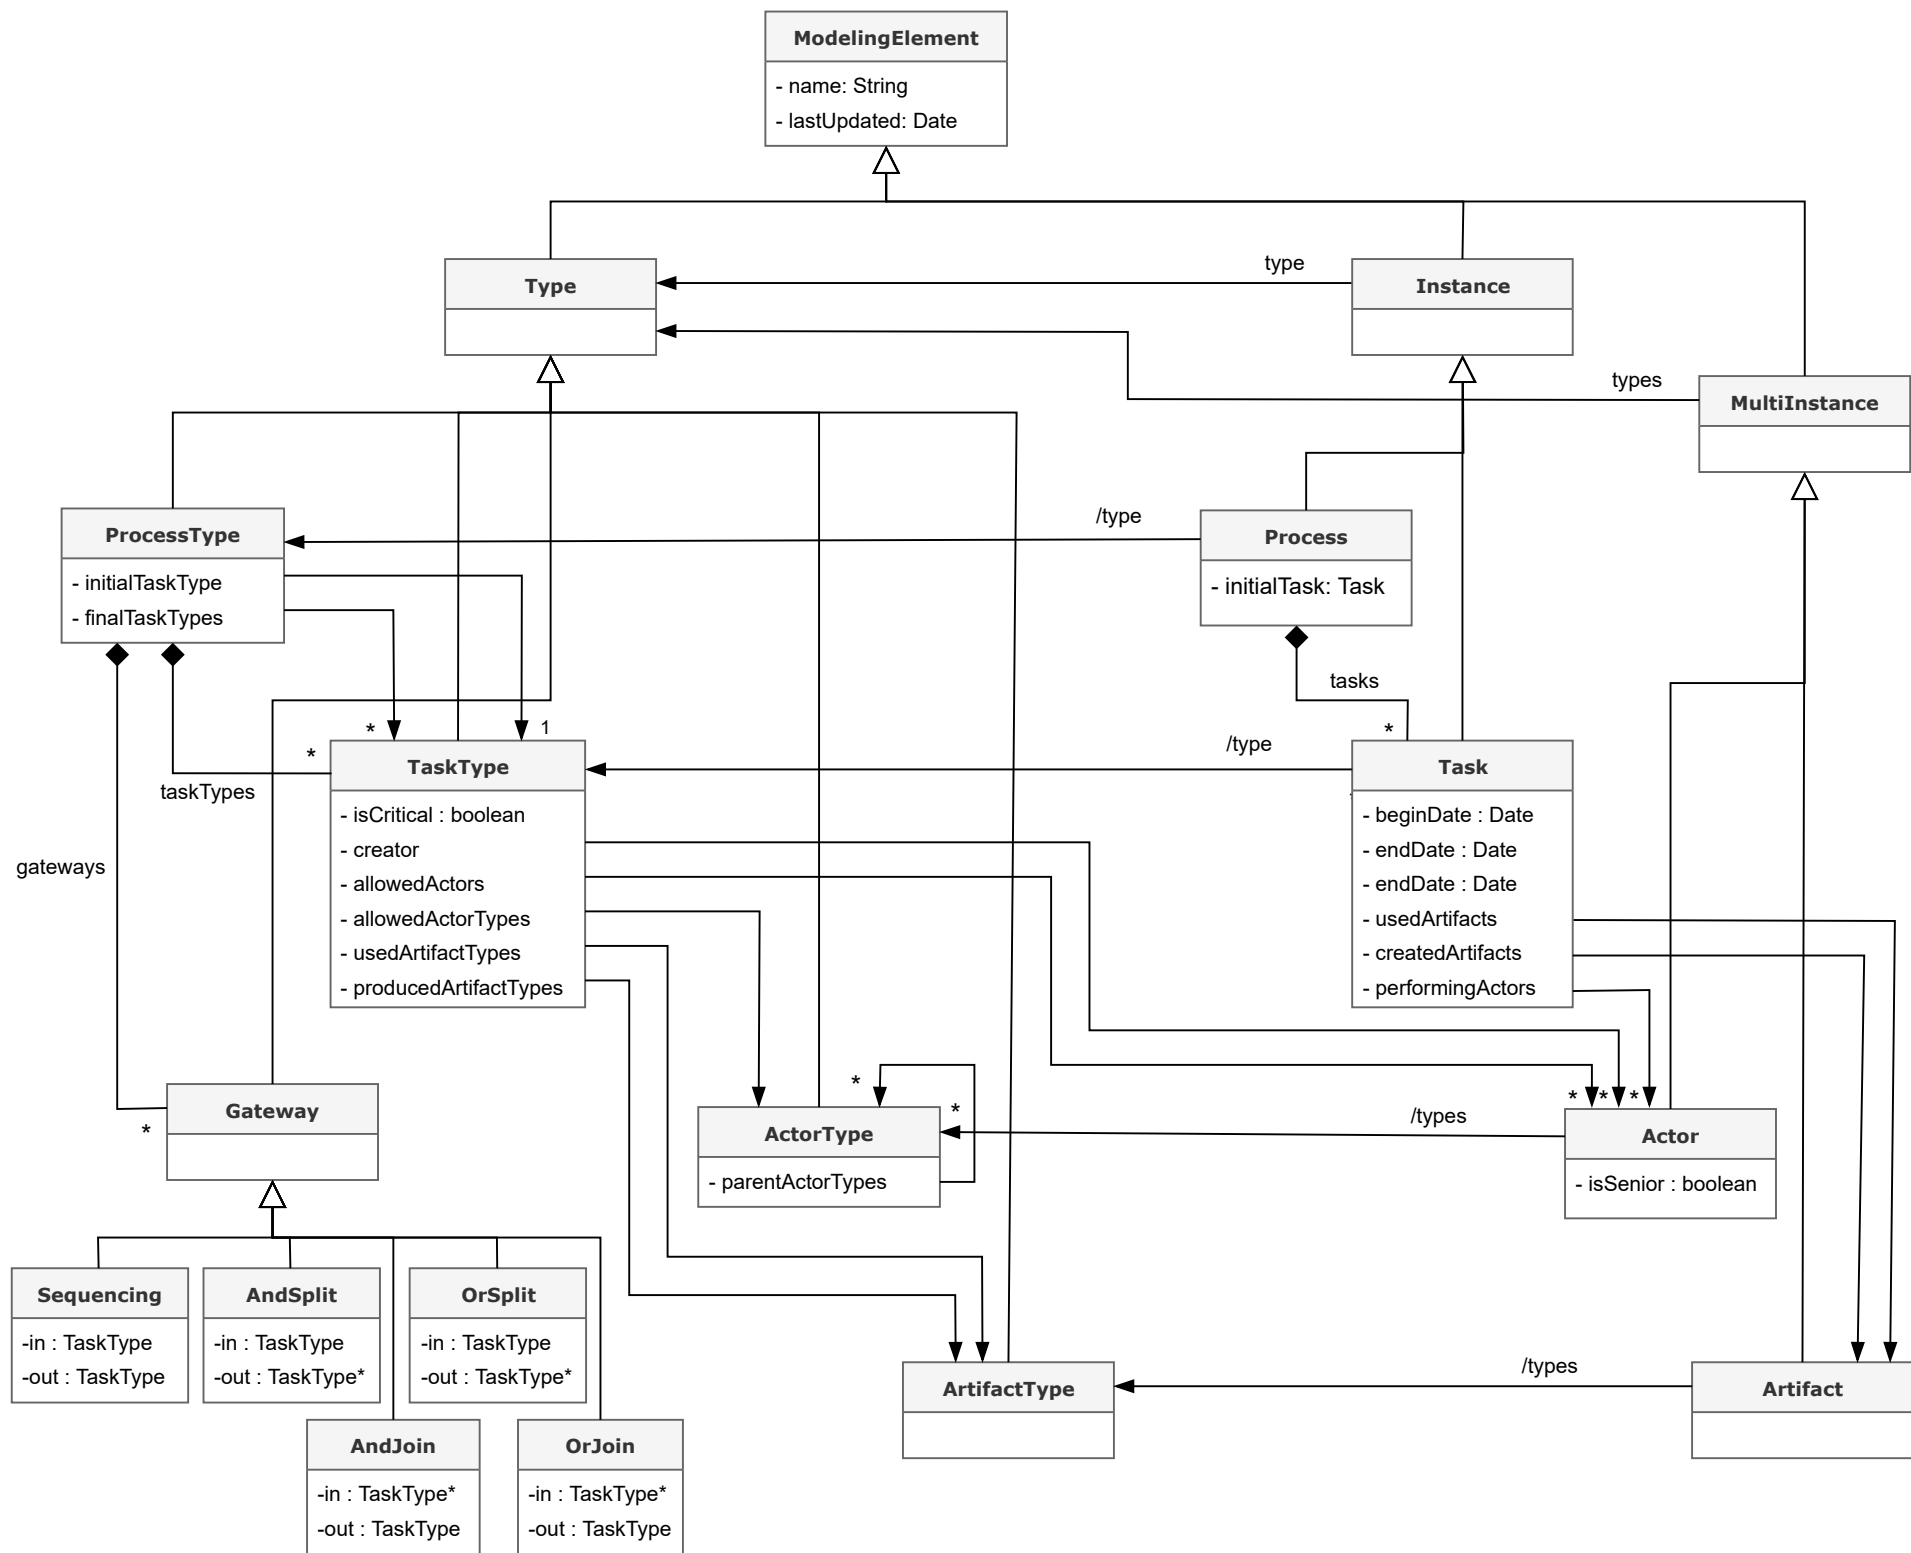 ModelingElement
- name: String
- lastUpdated: Date
Type
type
Instance
types
MultiInstance
ProcessType
- initialTaskType
- finalTaskTypes
/type
Process
- initialTask: Task
tasks
*
*
1
*
taskTypes
gateways
*
TaskType
- isCritical : boolean
- creator
- allowedActors
- allowedActorTypes
- usedArtifactTypes
- producedArtifactTypes
/type
Task
- beginDate : Date
- endDate : Date
- endDate : Date
- usedArtifacts
- createdArtifacts
- performingActors
Gateway
*
*
ActorType
- parentActorTypes
/types
* * *
Actor
- isSenior : boolean
Sequencing
-in : TaskType
-out : TaskType
AndSplit
-in : TaskType
-out : TaskType*
OrSplit
-in : TaskType
-out : TaskType*
AndJoin
-in : TaskType*
-out : TaskType
OrJoin
-in : TaskType*
-out : TaskType
ArtifactType
/types
Artifact